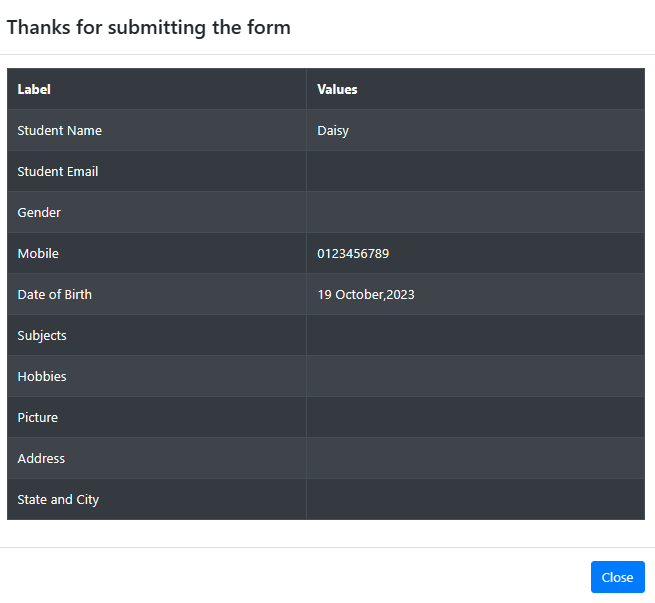 Thanks for submitting the form
Label Values
Student Name Daisy
Student Email
Gender
Mobile 0123456789
Date of Birth 19 October,2023
Subjects
Hobbies
Picture
Address
State and City
Close